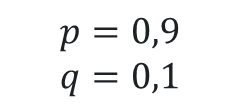 p = 0,9
q = 0,1